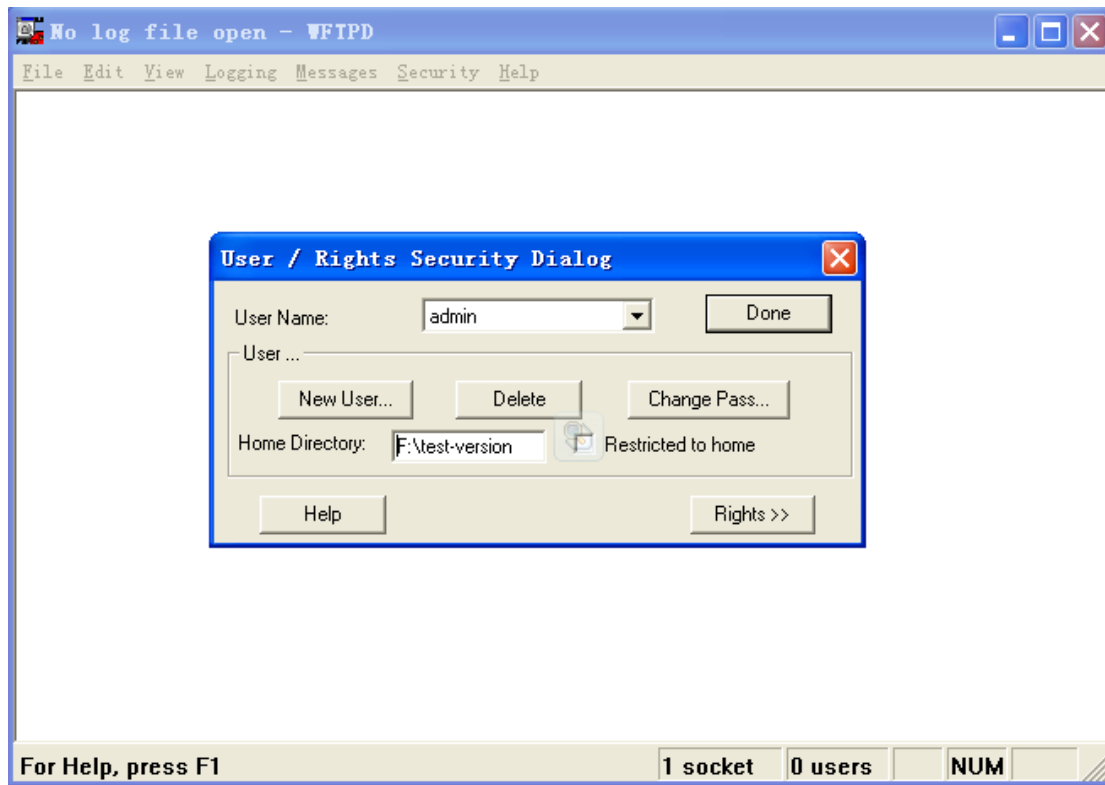 No log file open - WFTPD
File Edit View Logging Messages Security Help
User / Rights Security Dialog
User Name: admin Done
User ...
New User... Delete Change Pass...
Home Directory: F:\test-version Restricted to home
Help Rights >>
For Help, press F1 1 socket 0 users NUM